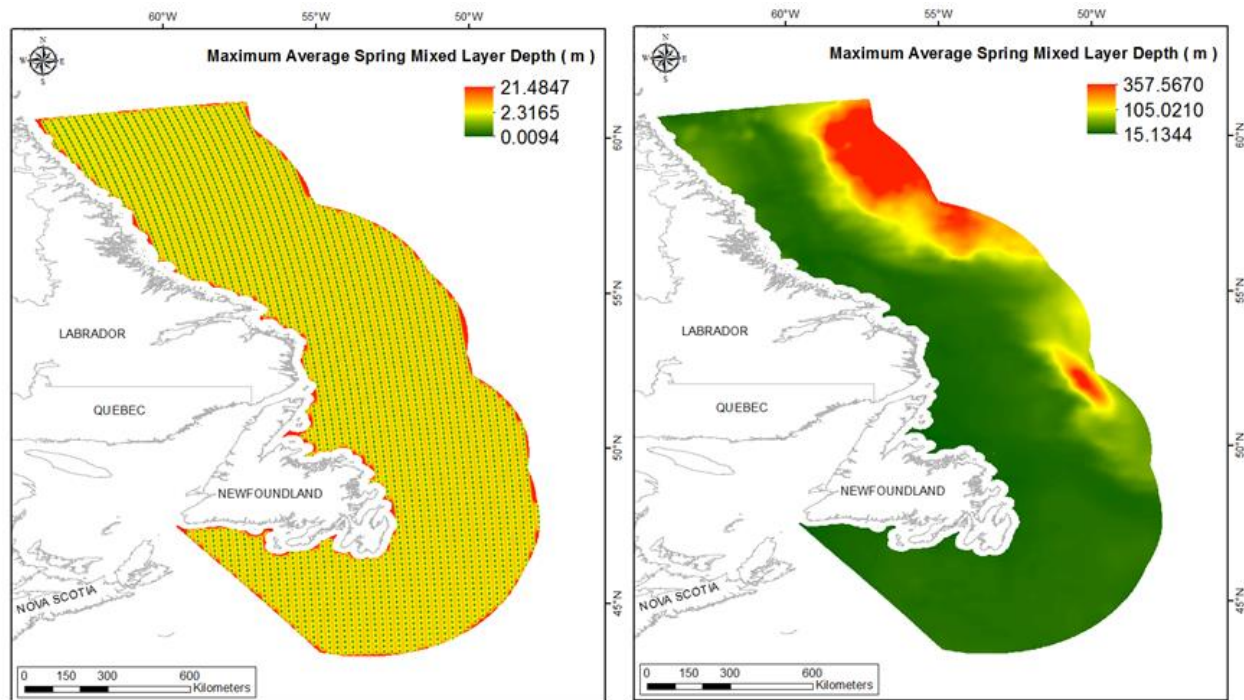 60°W 55°W 50°W
N
W E
S
Maximum Average Spring Mixed Layer Depth ( m )
21.4847
2.3165
0.0094
60°N
55°N
50°N
45°N
LABRADOR
QUEBEC
NEWFOUNDLAND
NOVA SCOTIA
0 150 300 600
Kilometers
60°W 55°W 50°W
N
W E
S
Maximum Average Spring Mixed Layer Depth ( m )
357.5670
105.0210
15.1344
60°N
55°N
50°N
45°N
LABRADOR
QUEBEC
NEWFOUNDLAND
NOVA SCOTIA
0 150 300 600
Kilometers